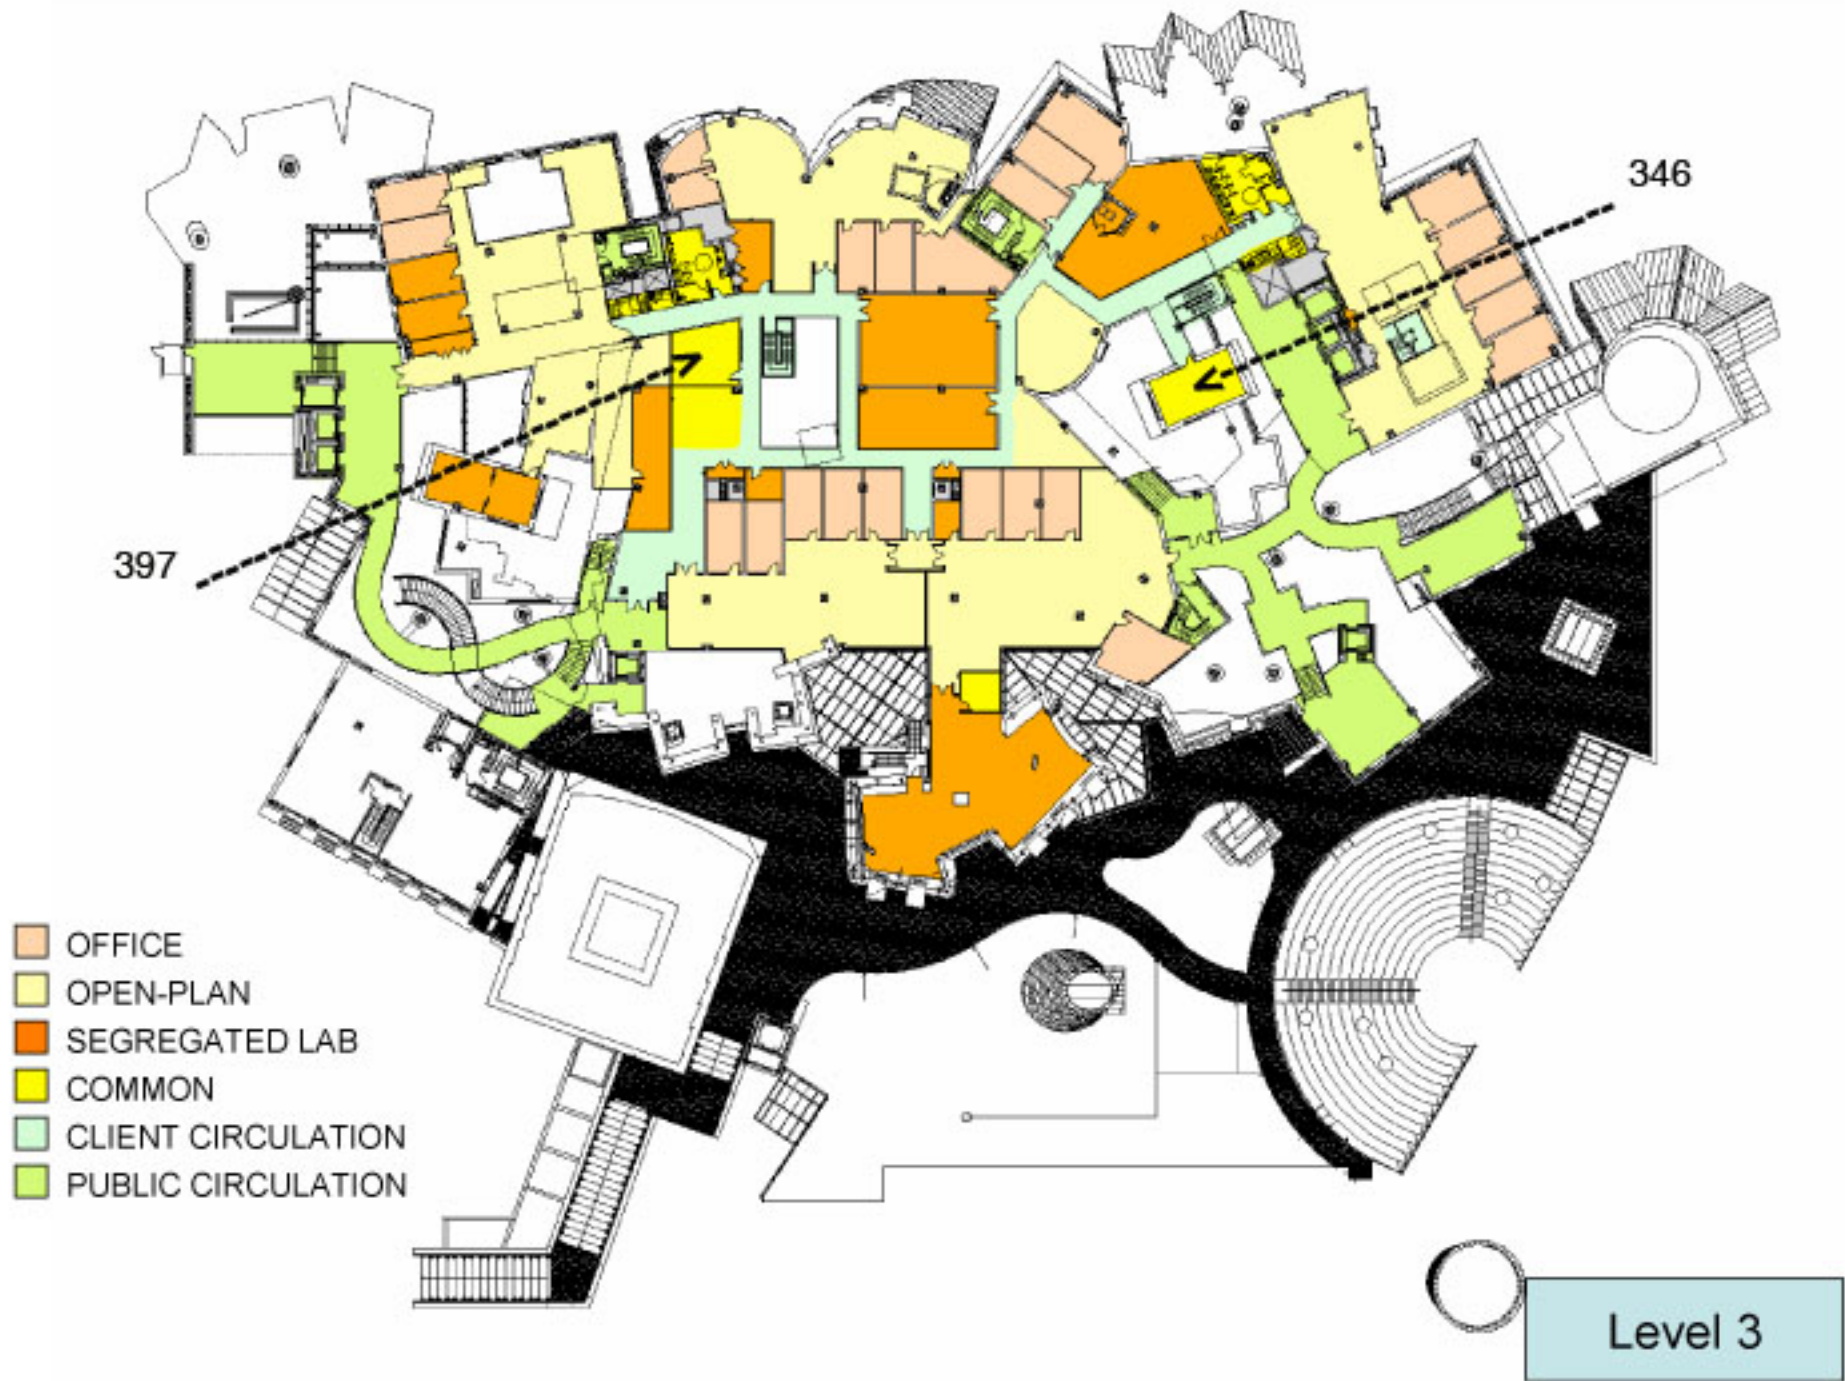 346
397
OFFICE
OPEN-PLAN
SEGREGATED LAB
COMMON
CLIENT CIRCULATION
PUBLIC CIRCULATION
Level 3